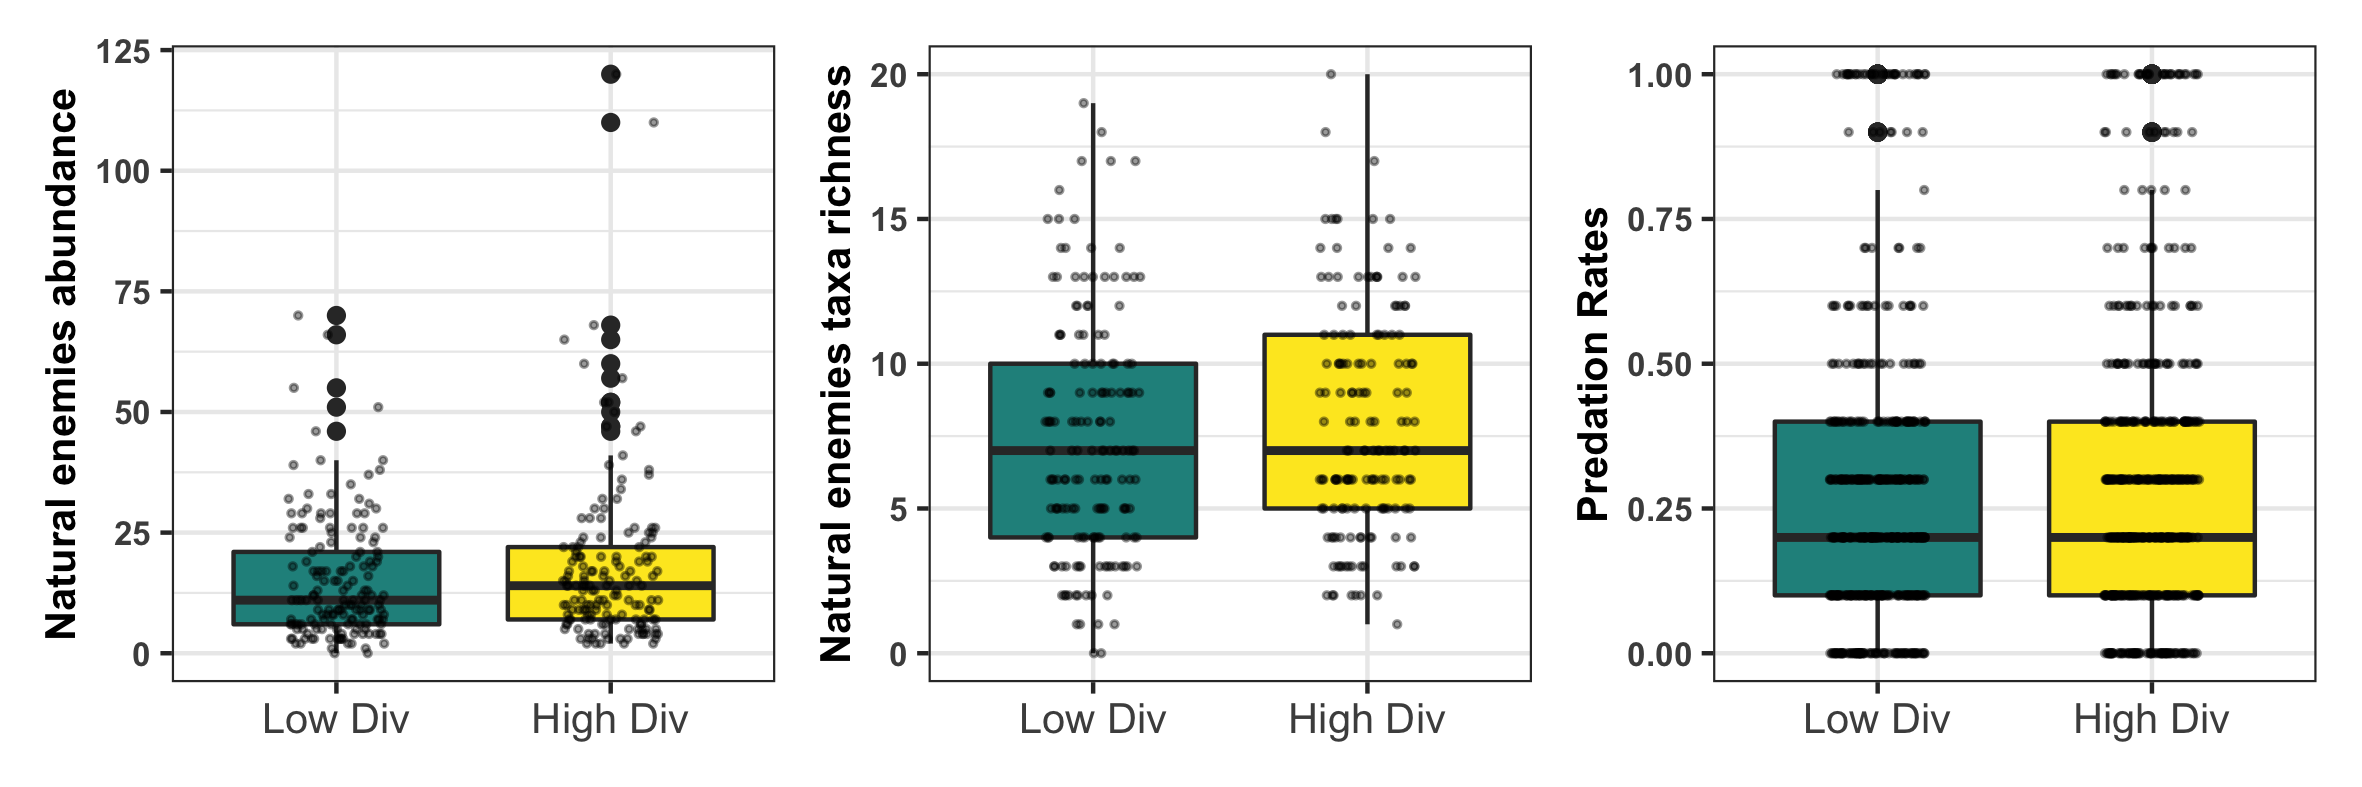 Natural enemies abundance
125
100
75
50
25
0
Low Div
High Div
Natural enemies taxa richness
20
15
10
5
0
Low Div
High Div
Predation Rates
1.00
0.75
0.50
0.25
0.00
Low Div
High Div